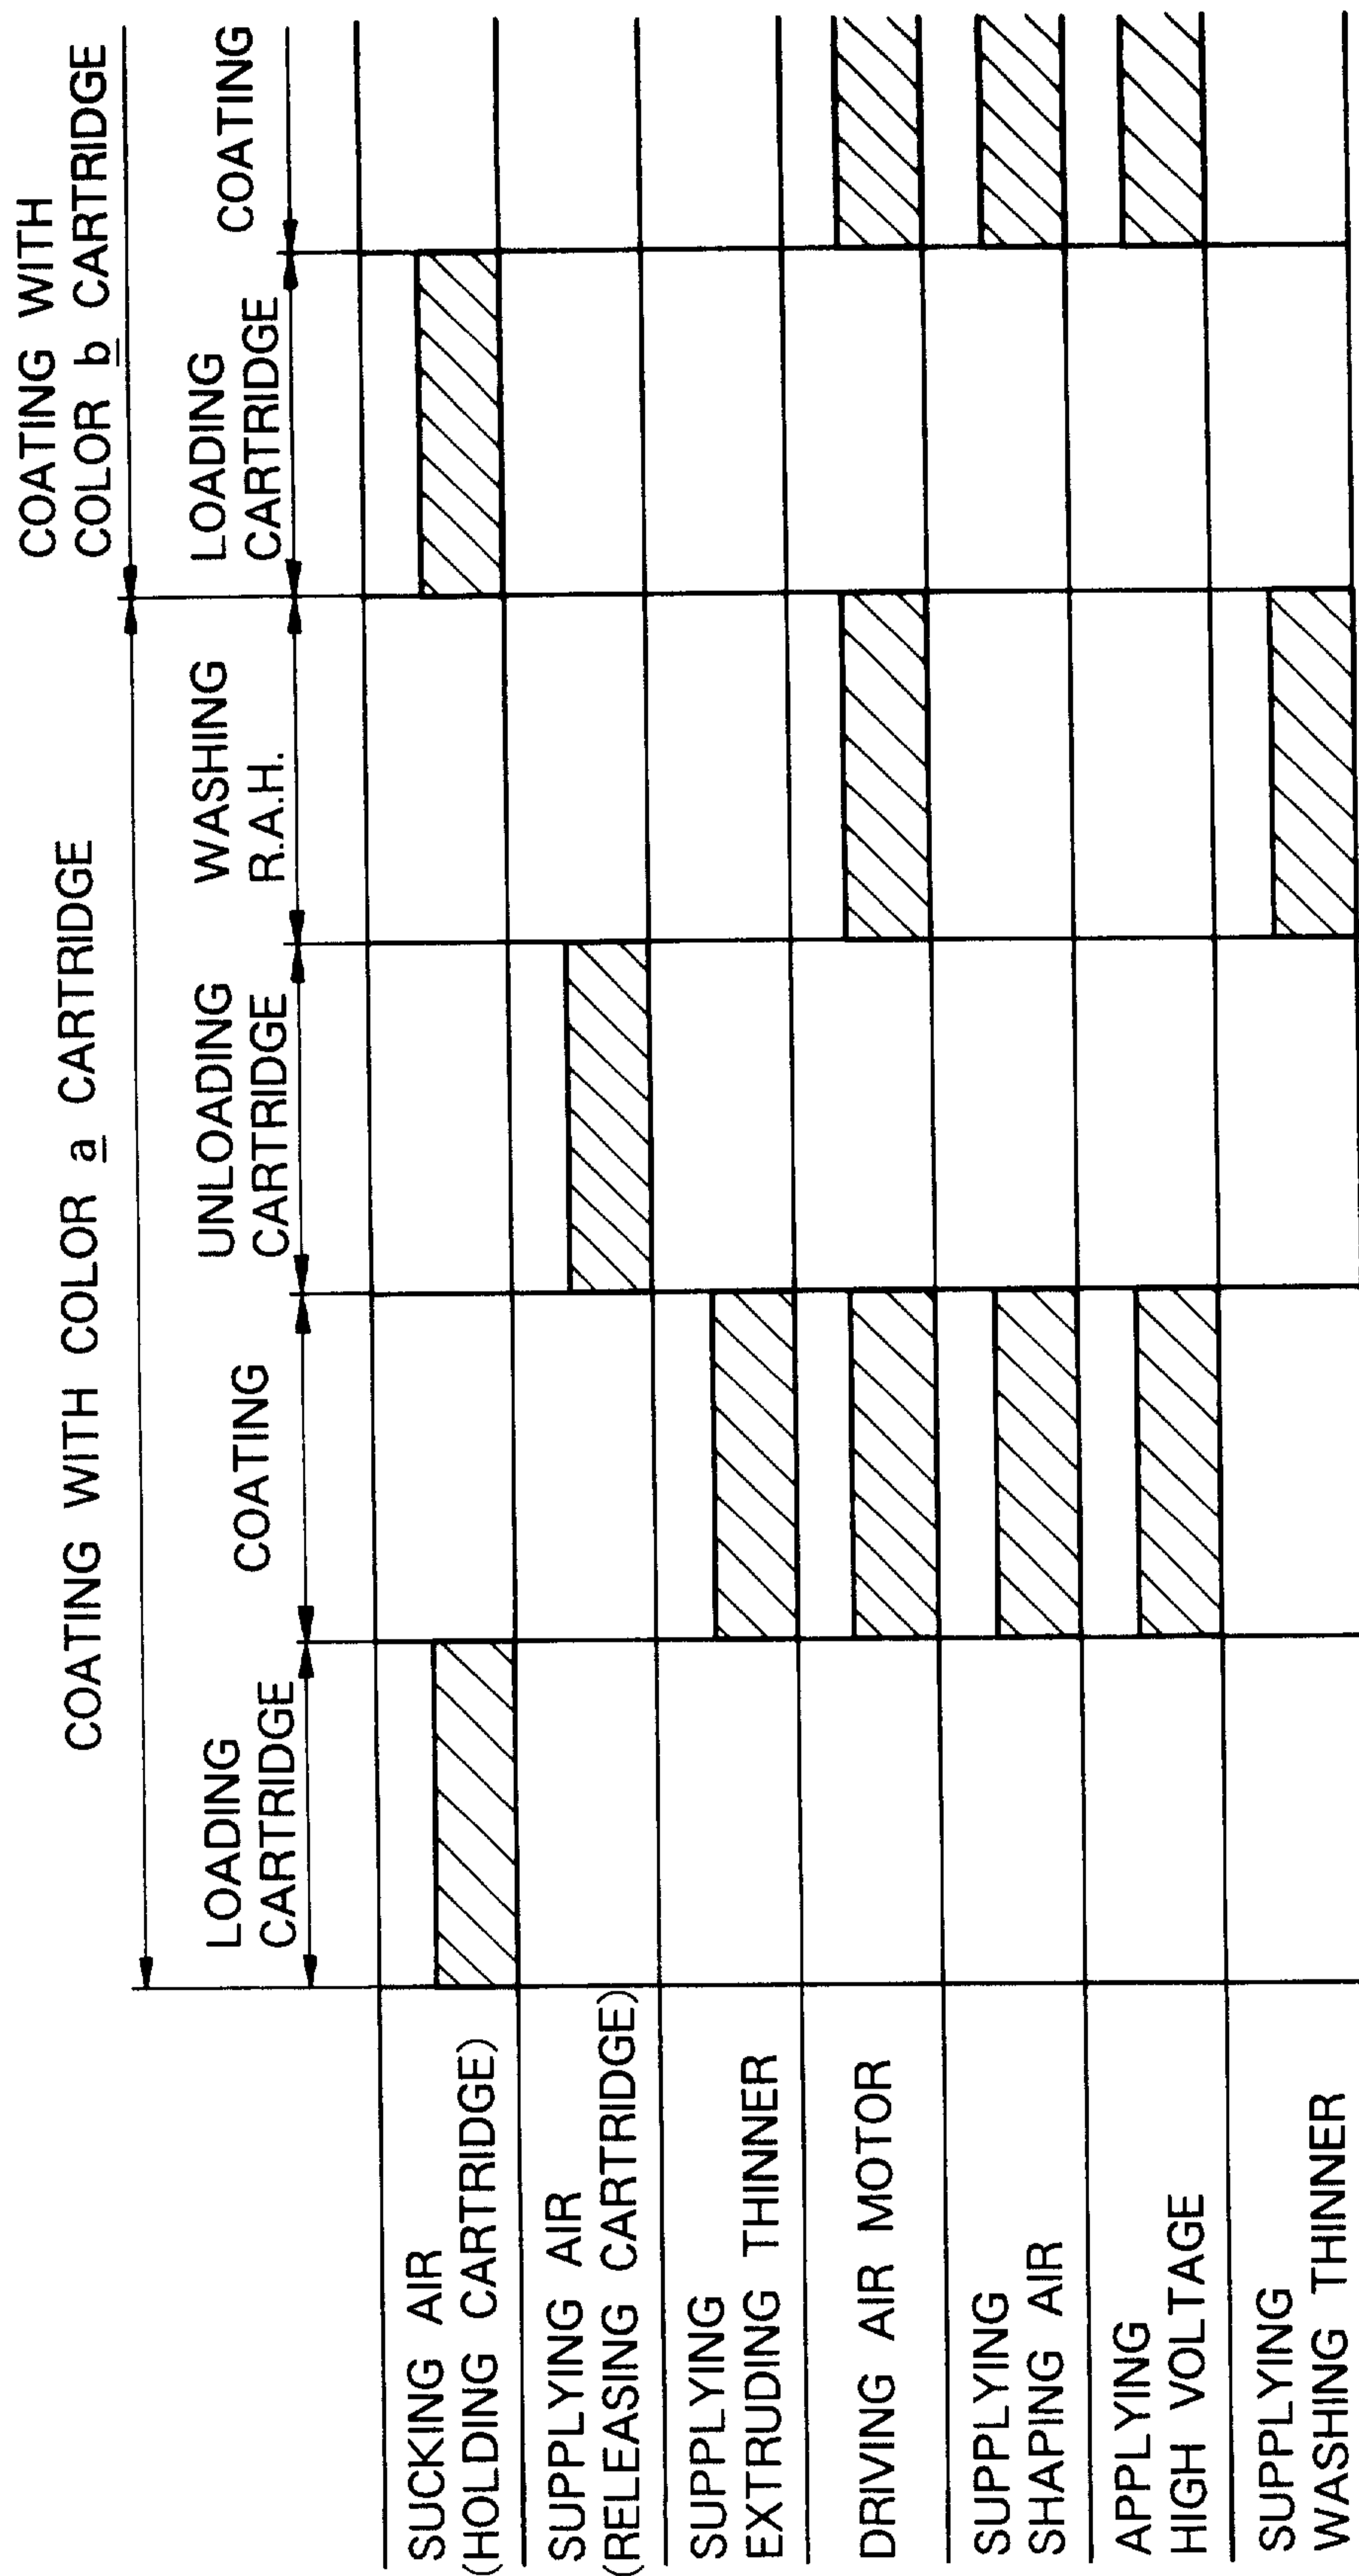 COATING WITH COLOR a CARTRIDGE
COATING WITH
COLOR b CARTRIDGE
LOADING
CARTRIDGE
COATING
UNLOADING
CARTRIDGE
WASHING
R.A.H.
LOADING
CARTRIDGE
COATING
SUCKING AIR
(HOLDING CARTRIDGE)
SUPPLYING AIR
(RELEASING CARTRIDGE)
SUPPLYING
EXTRUDING THINNER
DRIVING AIR MOTOR
SUPPLYING
SHAPING AIR
APPLYING
HIGH VOLTAGE
SUPPLYING
WASHING THINNER